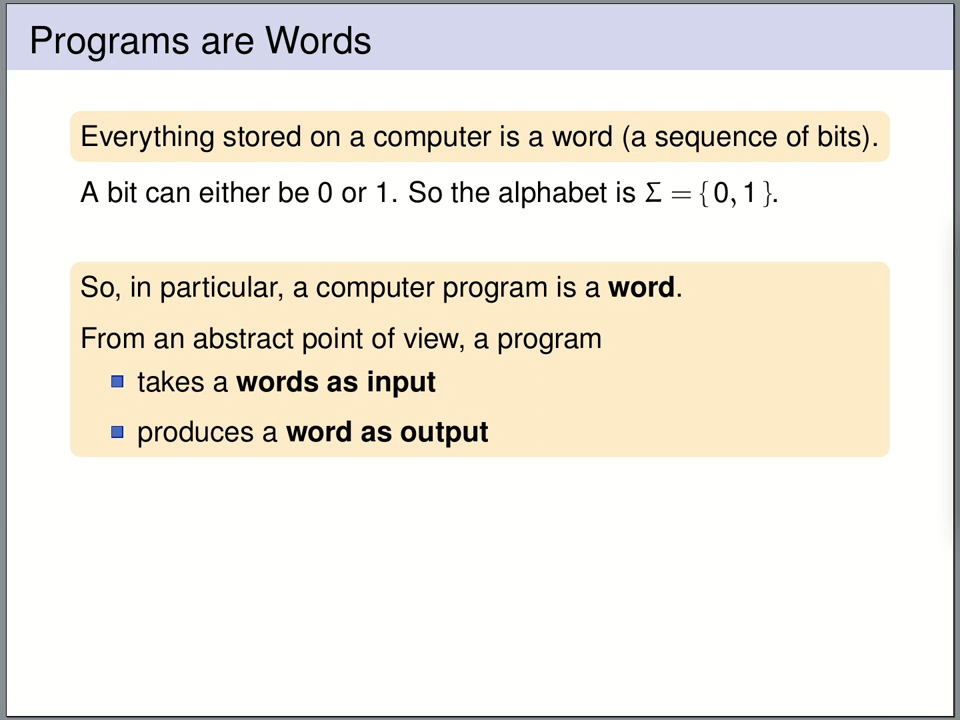 Programs are Words
Everything stored on a computer is a word (a sequence of bits).
A bit can either be 0 or 1. So the alphabet is Σ = { 0, 1 }.
So, in particular, a computer program is a word.
From an abstract point of view, a program
takes a words as input
produces a word as output